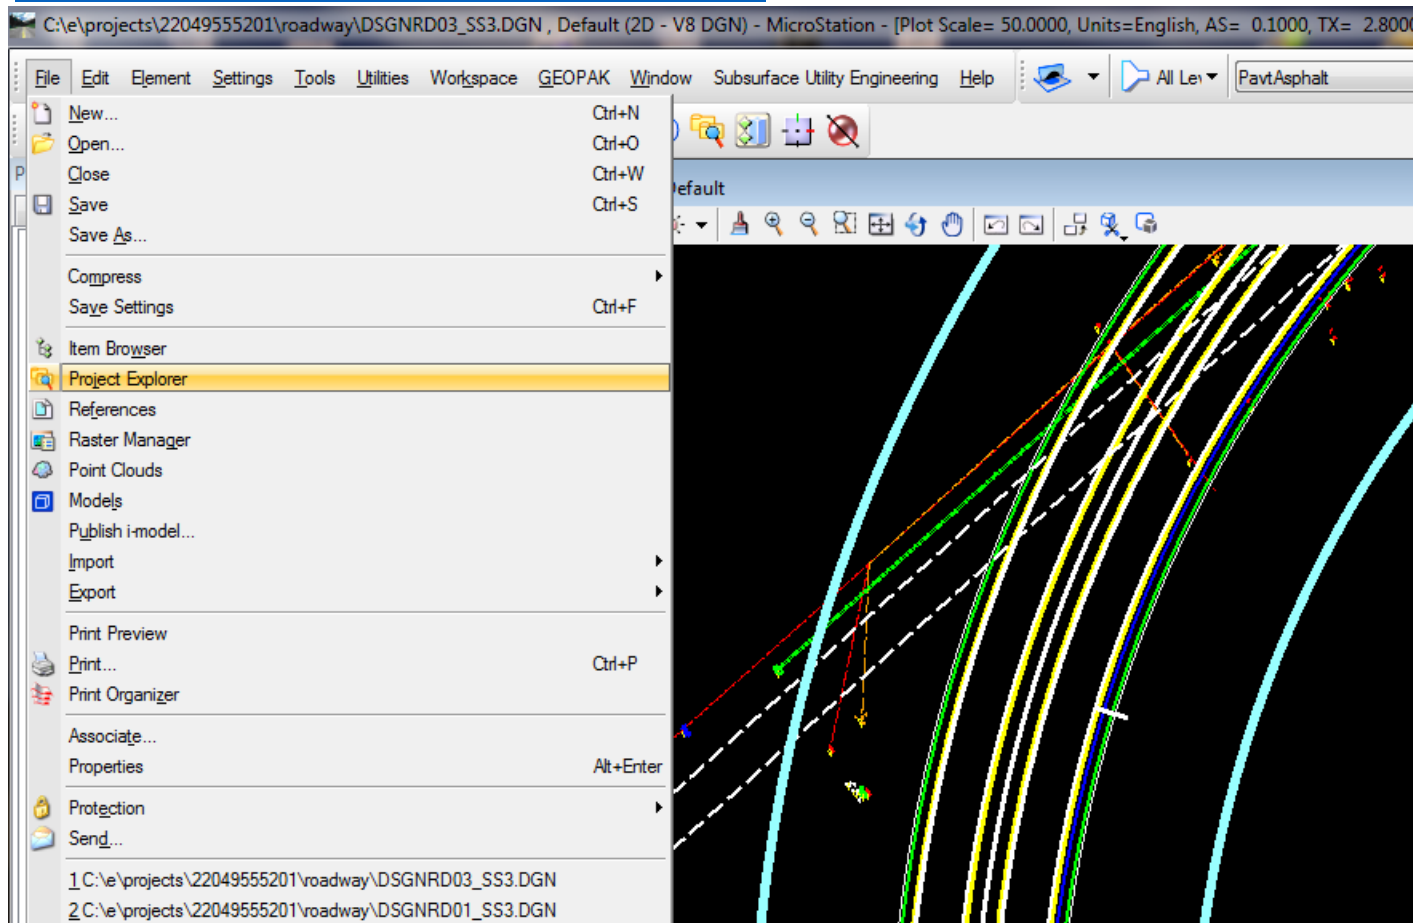 C:\e\projects\22049555201\roadway\DSGNRD03_SS3.DGN , Default (2D - V8 DGN) - MicroStation - [Plot Scale= 50.0000, Units=English, AS= 0.1000, TX= 2.8000
File Edit Element Settings Tools Utilities Workspace GEOPAK Window Subsurface Utility Engineering Help All Lev PavtAsphalt
New... Ctrl+N
Open... Ctrl+O
Close Ctrl+W
Save Ctrl+S
Save As...
Compress
Save Settings Ctrl+F
Item Browser
Project Explorer
References
Raster Manager
Point Clouds
Models
Publish i-model...
Import
Export
Print Preview
Print... Ctrl+P
Print Organizer
Associate...
Properties Alt+Enter
Protection
Send...
1 C:\e\projects\22049555201\roadway\DSGNRD03_SS3.DGN
2 C:\e\projects\22049555201\roadway\DSGNRD01_SS3.DGN
P
efault